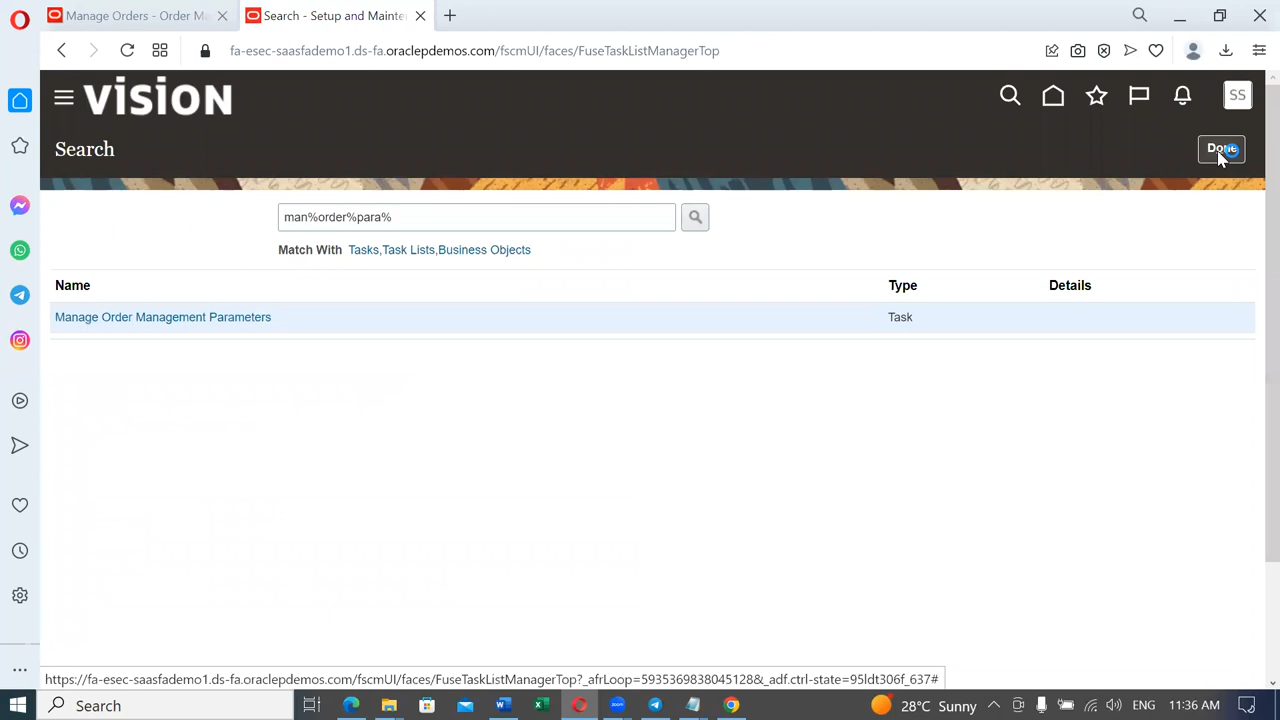 Manage Orders - Order M
Search - Setup and Mainte
fa-esec-saasfademo1.ds-fa.oraclepdemos.com/fscmUI/faces/FuseTaskListManagerTop
VISION
SS
Search
Done
man%order%para%
Match With Tasks,Task Lists,Business Objects
Name Type Details
Manage Order Management Parameters Task
https://fa-esec-saasfademo1.ds-fa.oraclepdemos.com/fscmUI/faces/FuseTaskListManagerTop?_afrLoop=5935369838045128&_adf.ctrl-state=95ldt306f_637#
Search
28°C Sunny
ENG
11:36 AM